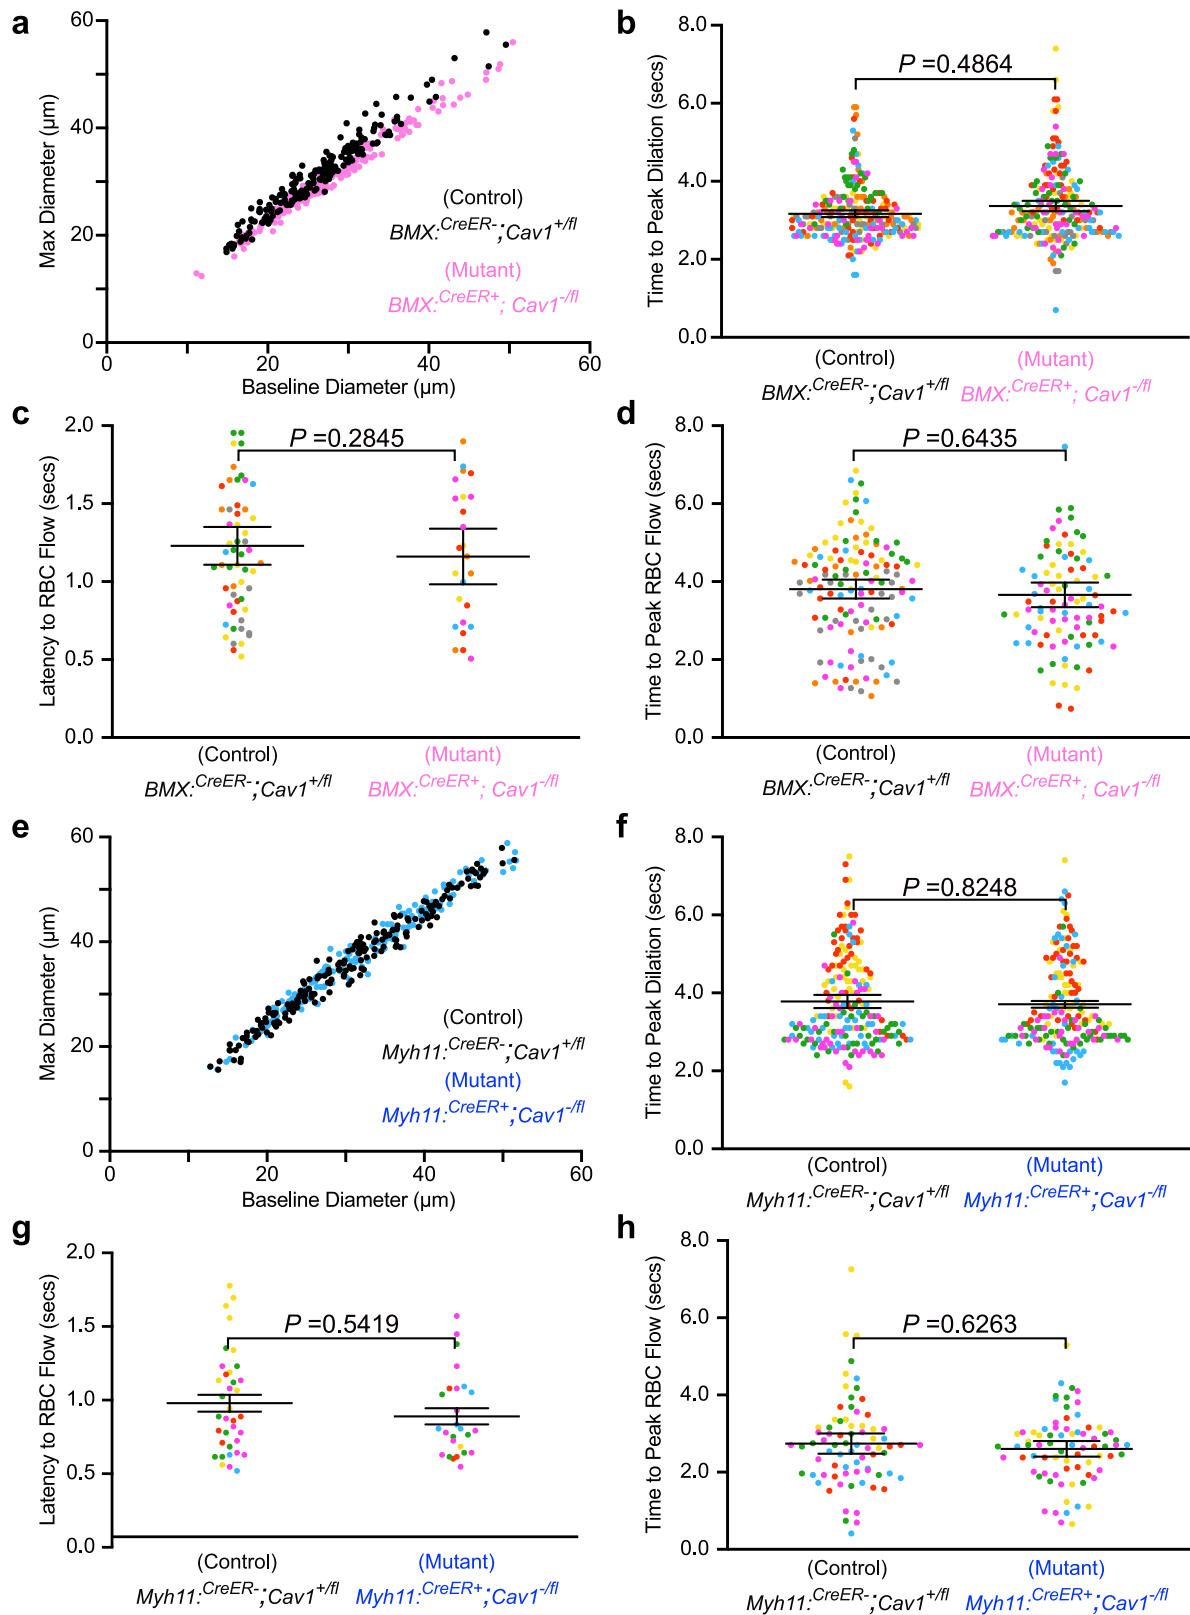 a
Max Diameter (µm)
60
40
20
0
0
20
40
60
Baseline Diameter (µm)
(Control)
BMX:CreER-;Cav1+/fl
(Mutant)
BMX:CreER+; Cav1-/fl
b
Time to Peak Dilation (secs)
8.0
6.0
4.0
2.0
0.0
P =0.4864
(Control)
BMX:CreER-;Cav1+/fl
(Mutant)
BMX:CreER+; Cav1-/fl
c
Latency to RBC Flow (secs)
2.0
1.5
1.0
0.5
0.0
P =0.2845
(Control)
BMX:CreER-;Cav1+/fl
(Mutant)
BMX:CreER+; Cav1-/fl
d
Time to Peak RBC Flow (secs)
8.0
6.0
4.0
2.0
0.0
P =0.6435
(Control)
BMX:CreER-;Cav1+/fl
(Mutant)
BMX:CreER+; Cav1-/fl
e
Max Diameter (µm)
60
40
20
0
0
20
40
60
Baseline Diameter (µm)
(Control)
Myh11:CreER-;Cav1+/fl
(Mutant)
Myh11:CreER+;Cav1-/fl
f
Time to Peak Dilation (secs)
8.0
6.0
4.0
2.0
0.0
P =0.8248
(Control)
Myh11:CreER-;Cav1+/fl
(Mutant)
Myh11:CreER+;Cav1-/fl
g
Latency to RBC Flow (secs)
2.0
1.5
1.0
0.5
0.0
P =0.5419
(Control)
Myh11:CreER-;Cav1+/fl
(Mutant)
Myh11:CreER+;Cav1-/fl
h
Time to Peak RBC Flow (secs)
8.0
6.0
4.0
2.0
0.0
P =0.6263
(Control)
Myh11:CreER-;Cav1+/fl
(Mutant)
Myh11:CreER+;Cav1-/fl